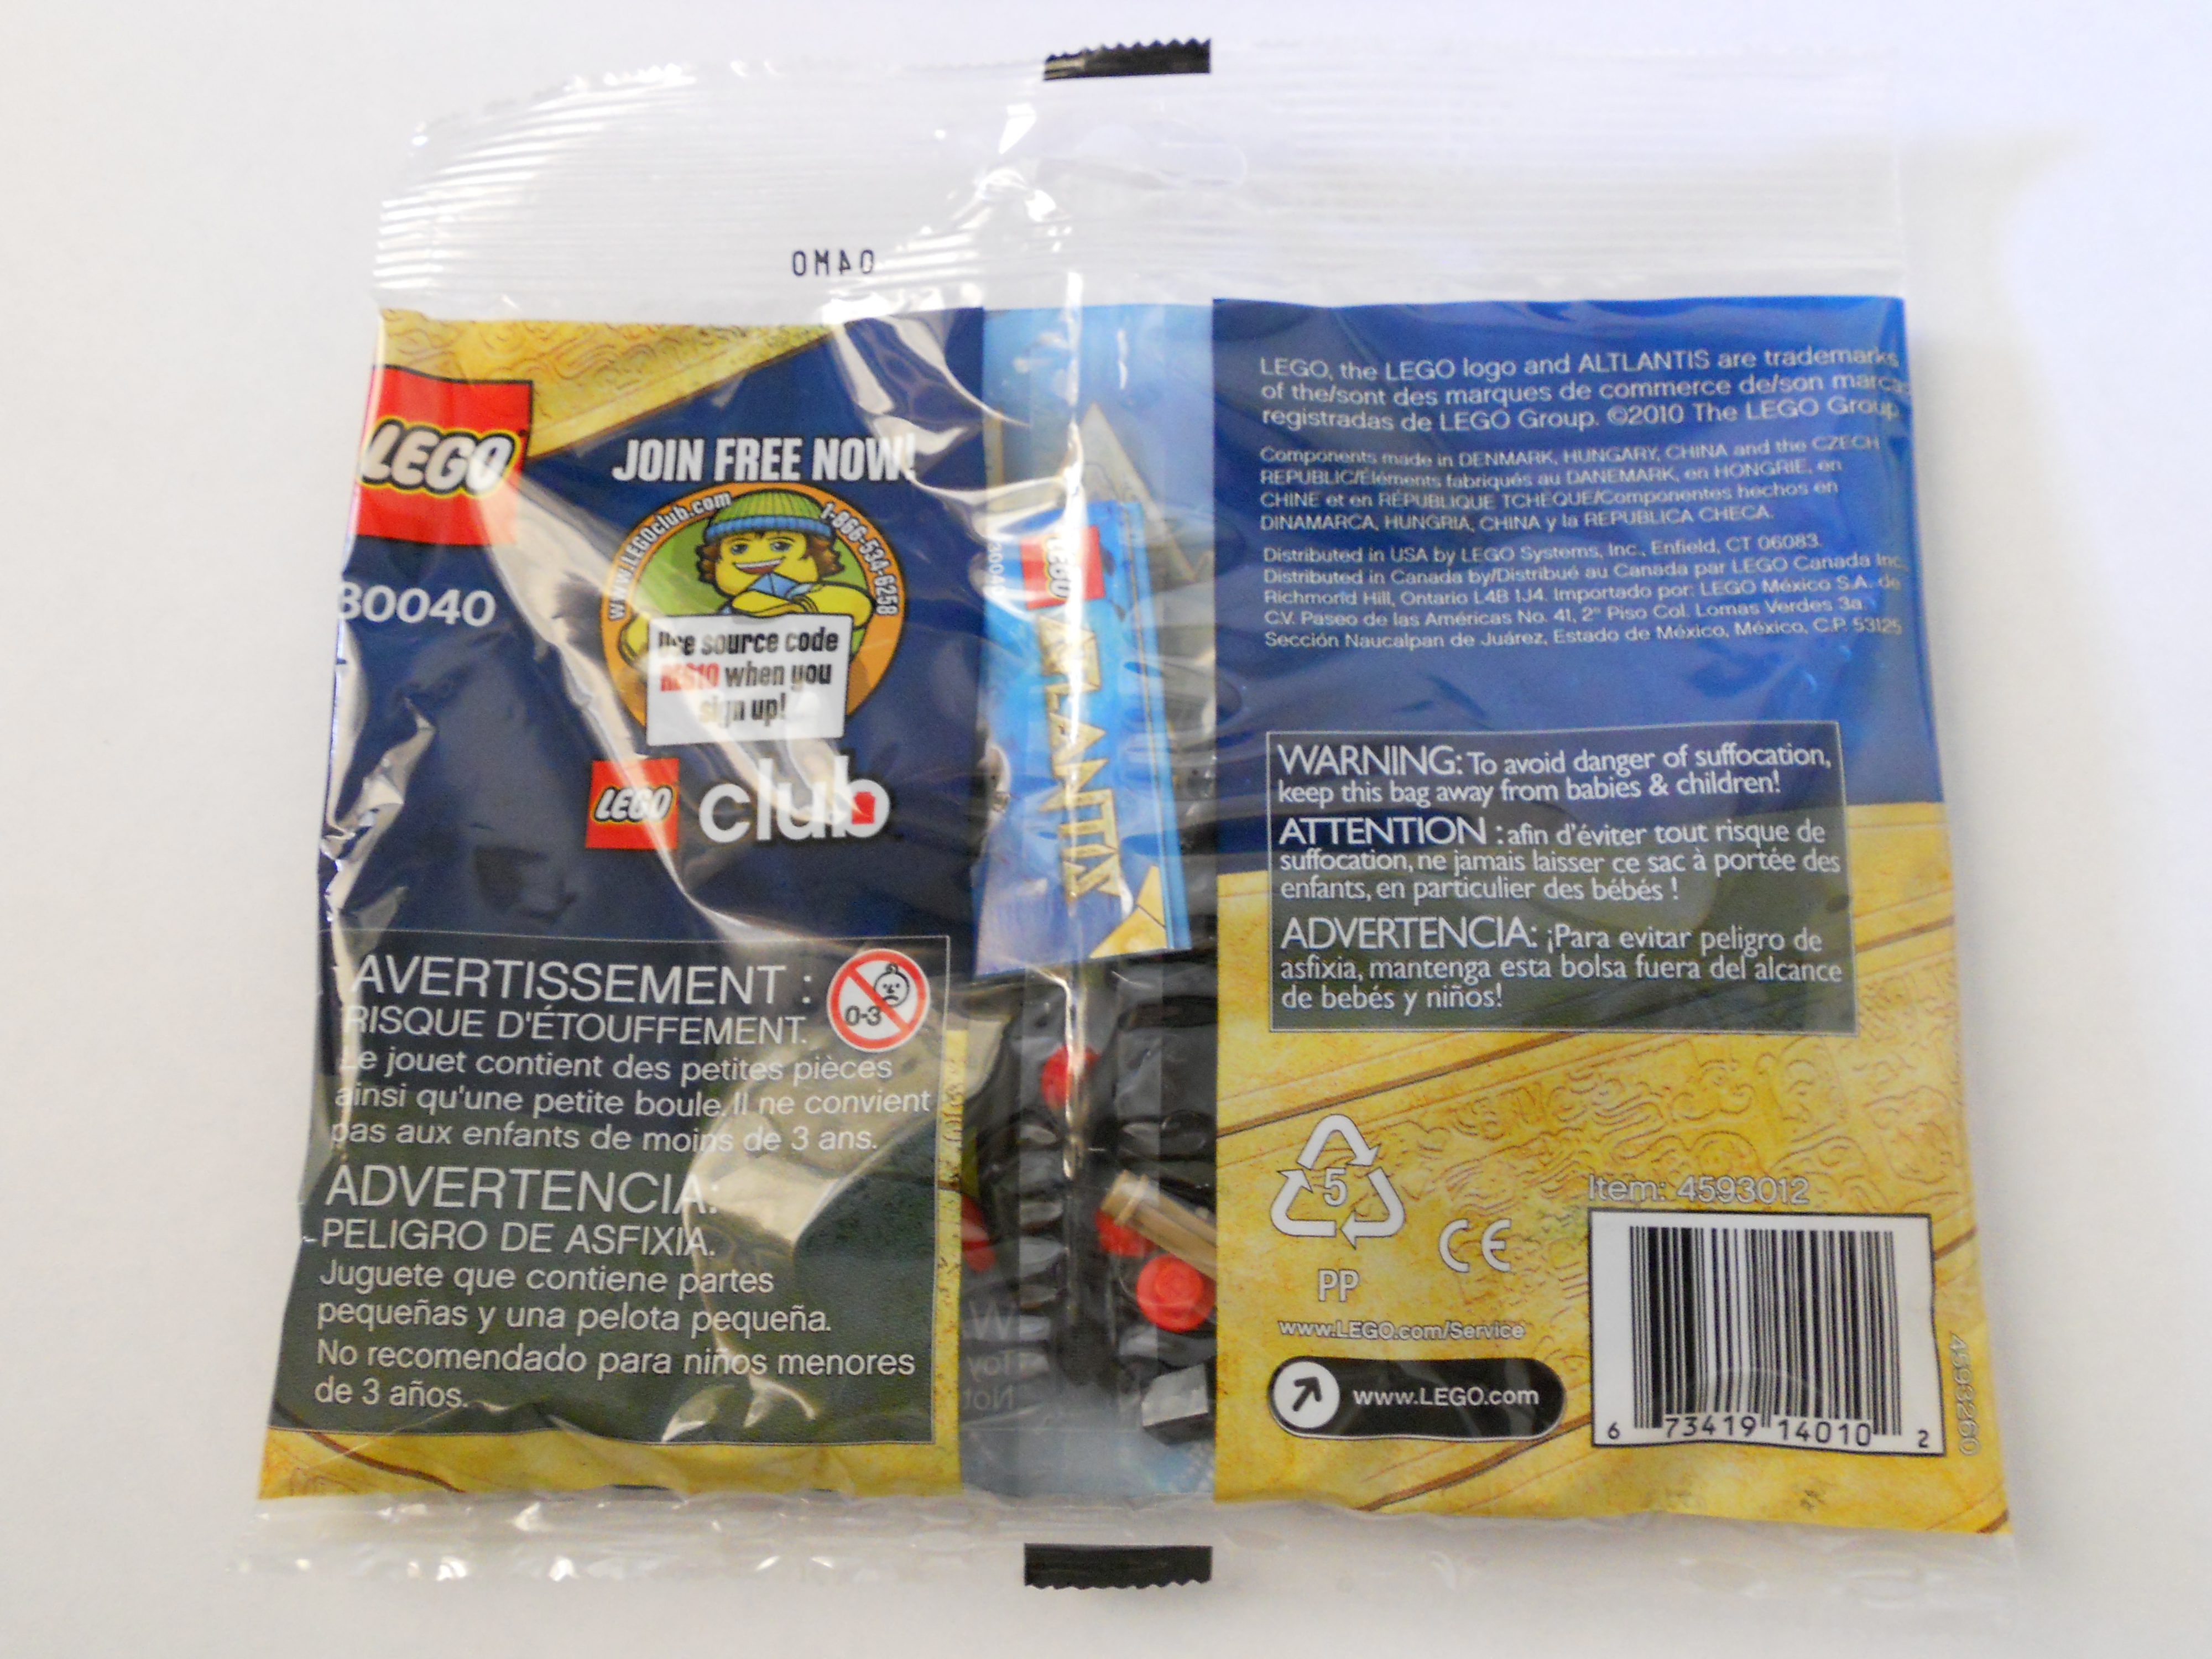 04M0
LEGO
30040
JOIN FREE NOW!
www.LEGOclub.com
1-866-534-6258
Use source code
when you
sign up!
LEGO club
AVERTISSEMENT :
RISQUE D'ÉTOUFFEMENT.
Le jouet contient des petites pièces
ainsi qu'une petite boule. Il ne convient
pas aux enfants de moins de 3 ans.
0-3
ADVERTENCIA:
PELIGRO DE ASFIXIA.
Juguete que contiene partes
pequeñas y una pelota pequeña.
No recomendado para niños menores
de 3 años.
30040
LEGO
ATLANTIS
LEGO, the LEGO logo and ALTLANTIS are trademarks
of the/sont des marques de commerce de/son marcas
registradas de LEGO Group. ©2010 The LEGO Group.
Components made in DENMARK, HUNGARY, CHINA and the CZECH
REPUBLIC/Éléments fabriqués au DANEMARK, en HONGRIE, en
CHINE et en RÉPUBLIQUE TCHÈQUE/Componentes hechos en
DINAMARCA, HUNGRIA, CHINA y la REPUBLICA CHECA.
Distributed in USA by LEGO Systems, Inc., Enfield, CT 06083.
Distributed in Canada by/Distribué au Canada par LEGO Canada Inc.
Richmond Hill, Ontario L4B 1J4. Importado por: LEGO México S.A. de
C.V. Paseo de las Américas No. 41, 2° Piso Col. Lomas Verdes 3a.
Sección Naucalpan de Juárez, Estado de México, México, C.P. 53125
WARNING: To avoid danger of suffocation,
keep this bag away from babies & children!
ATTENTION : afin d'éviter tout risque de
suffocation, ne jamais laisser ce sac à portée des
enfants, en particulier des bébés !
ADVERTENCIA: ¡Para evitar peligro de
asfixia, mantenga esta bolsa fuera del alcance
de bebés y niños!
5
PP
CE
Item: 4593012
www.LEGO.com/Service
www.LEGO.com
6 73419 14010 2
4593260